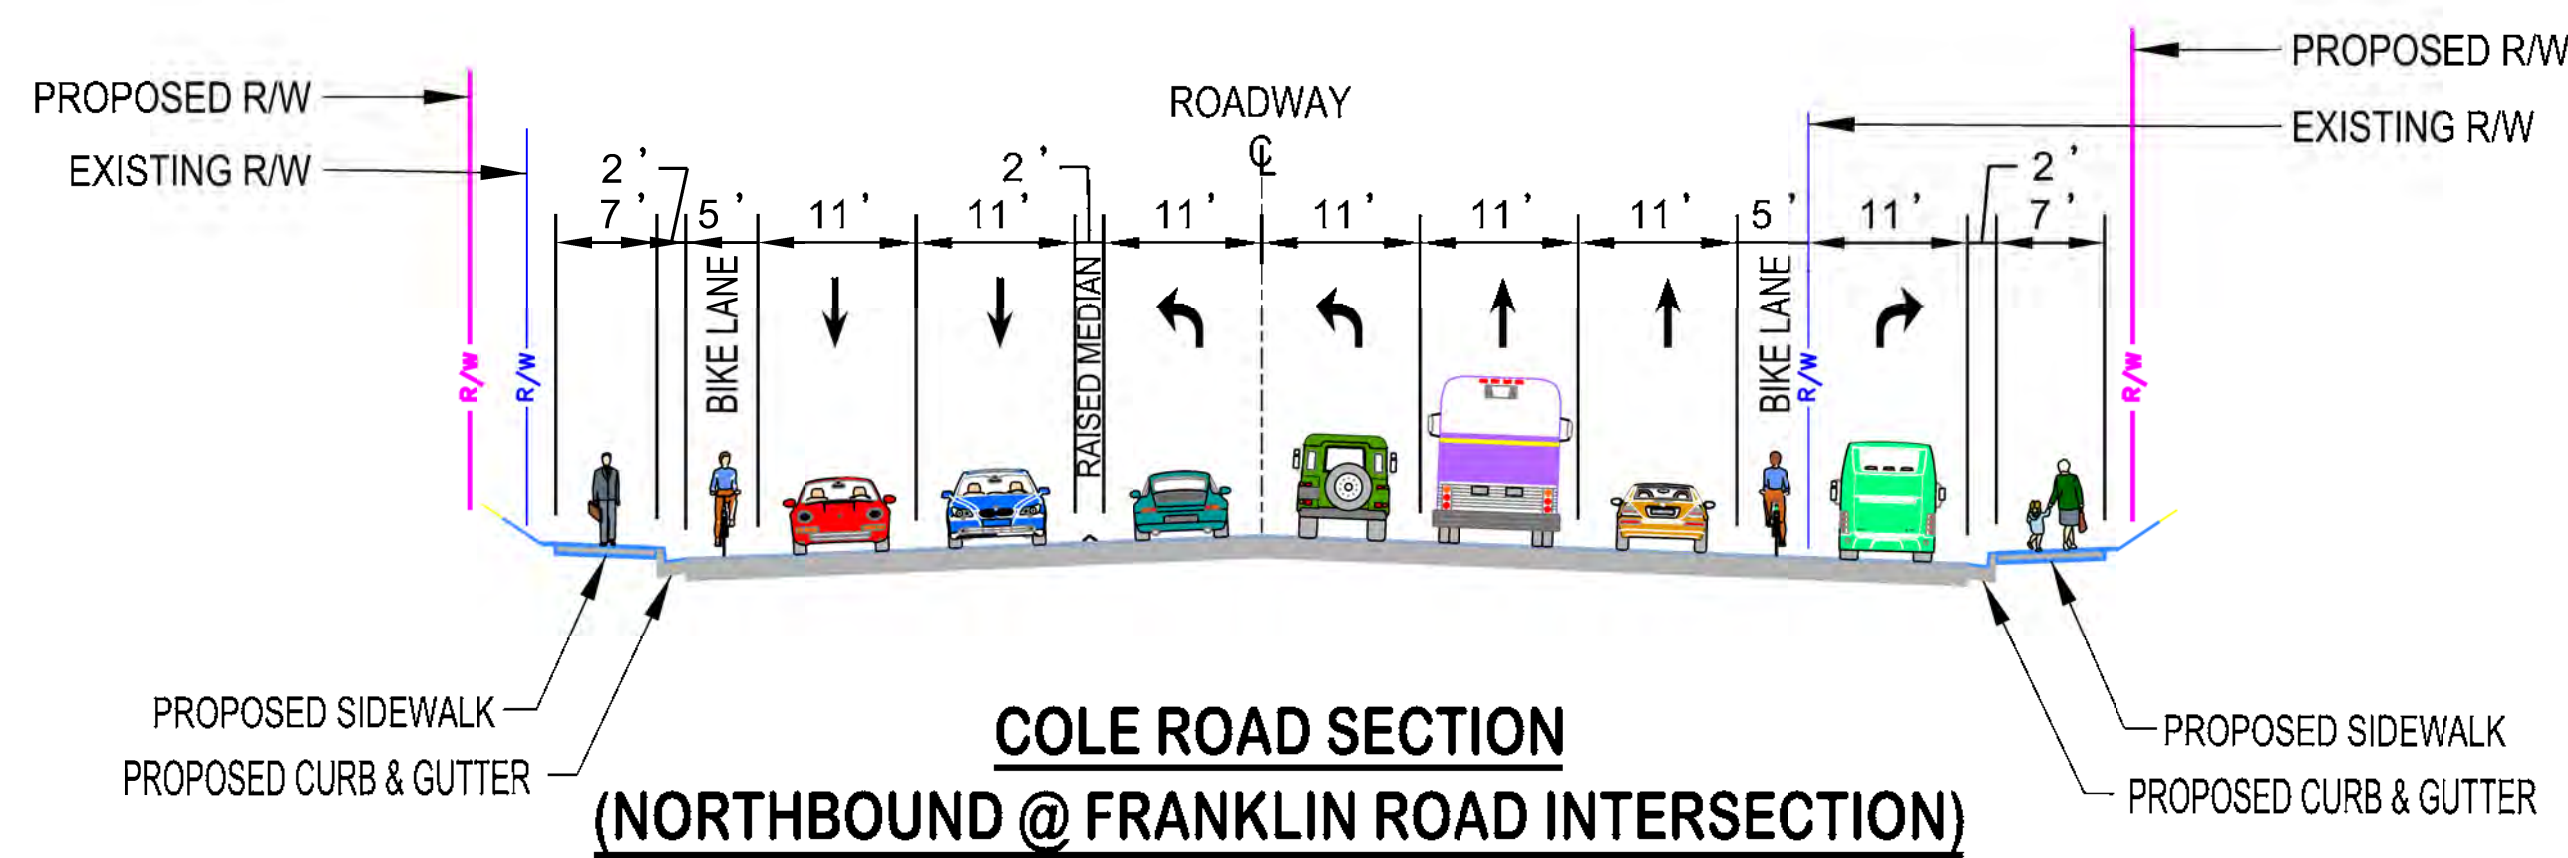 PROPOSED R/W
EXISTING R/W
ROADWAY
℄
PROPOSED R/W
EXISTING R/W
2'
2'
2'
7' 5' 11' 11' 11' 11' 11' 11' 5' 11' 7'
BIKE LANE
RAISED MEDIAN
BIKE LANE
R/W
R/W
R/W
R/W
PROPOSED SIDEWALK
PROPOSED CURB & GUTTER
PROPOSED SIDEWALK
PROPOSED CURB & GUTTER
COLE ROAD SECTION
(NORTHBOUND @ FRANKLIN ROAD INTERSECTION)